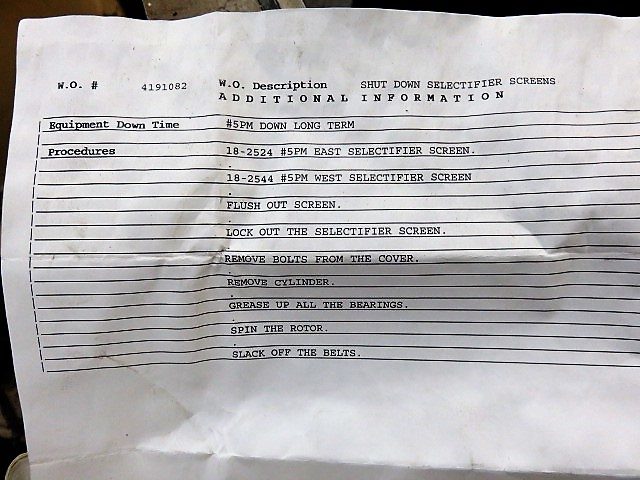 W.O. # 4191082 W.O. Description SHUT DOWN SELECTIFIER SCREENS
ADDITIONAL INFORMATION
Equipment Down Time #5PM DOWN LONG TERM
Procedures 18-2524 #5PM EAST SELECTIFIER SCREEN.
.
18-2544 #5PM WEST SELECTIFIER SCREEN
.
FLUSH OUT SCREEN.
.
LOCK OUT THE SELECTIFIER SCREEN.
.
REMOVE BOLTS FROM THE COVER.
.
REMOVE CYLINDER.
.
GREASE UP ALL THE BEARINGS.
.
SPIN THE ROTOR.
.
SLACK OFF THE BELTS.